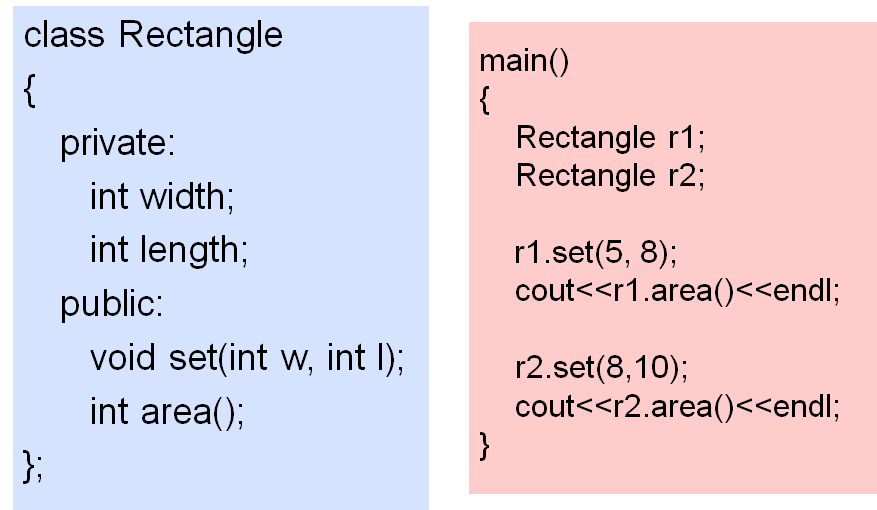 class Rectangle
{
private:
int width;
int length;
public:
void set(int w, int l);
int area();
};
main()
{
Rectangle r1;
Rectangle r2;
r1.set(5, 8);
cout<<r1.area()<<endl;
r2.set(8,10);
cout<<r2.area()<<endl;
}